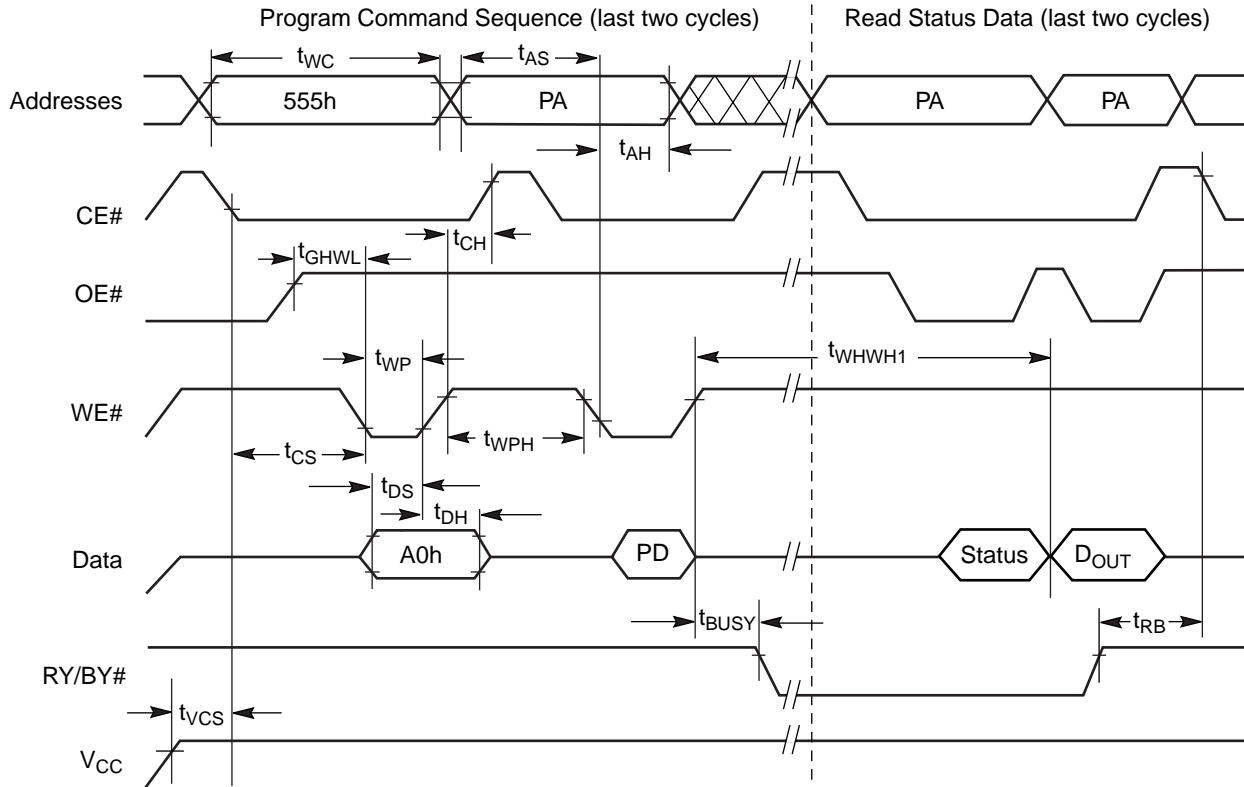 Program Command Sequence (last two cycles)
Read Status Data (last two cycles)
tWC
tAS
Addresses
555h
PA
PA
PA
tAH
CE#
tCH
tGHWL
OE#
tWP
tWHWH1
WE#
tWPH
tCS
tDS
tDH
Data
A0h
PD
Status
DOUT
tBUSY
tRB
RY/BY#
tVCS
VCC